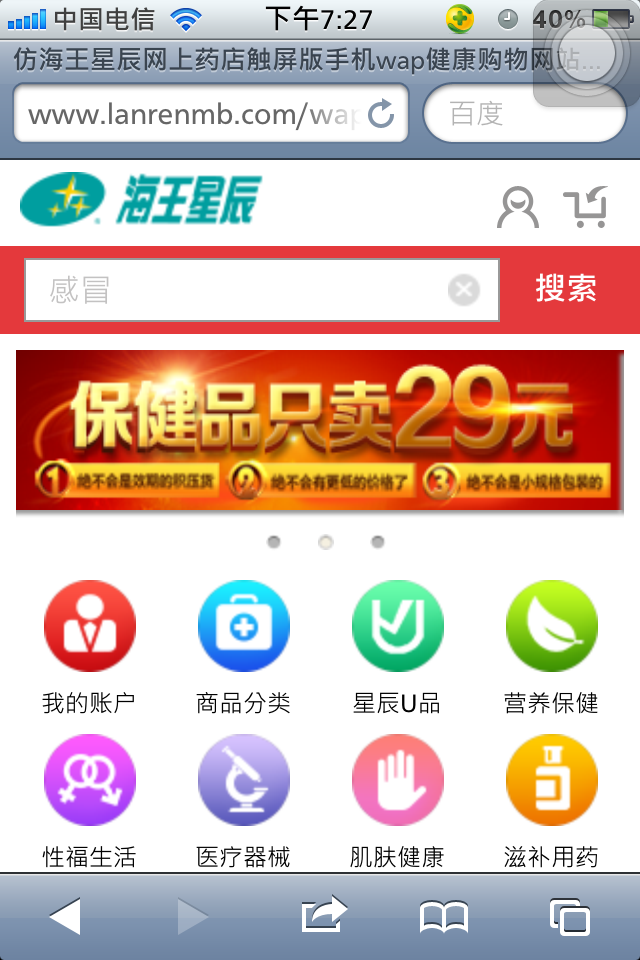 中国电信 下午7:27 40%
仿海王星辰网上药店触屏版手机wap健康购物网站...
www.lanrenmb.com/wap 百度
海王星辰
感冒 搜索
保健品只卖29元
1 绝不会是效期的积压货 2 绝不会有更低的价格了 3 绝不会是小规格包装的
我的账户 商品分类 星辰U品 营养保健
性福生活 医疗器械 肌肤健康 滋补用药